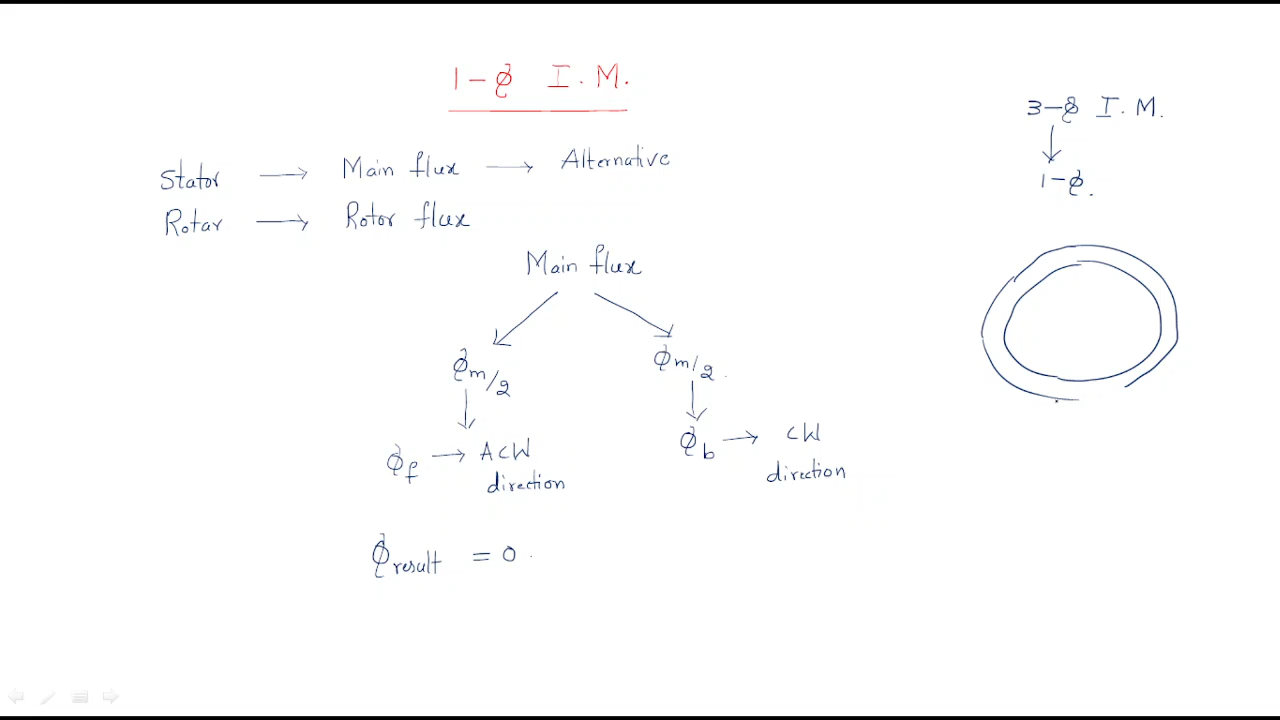 1-φ I.M.
3-φ I.M.
1-φ.
Stator → Main flux → Alternative
Rotar → Rotor flux
Main flux
φm/2 φm/2.
φf → ACW direction
φb → CW direction
φresult = 0.